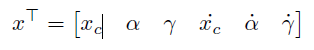 x^⊤ = [x_c| α γ ẋ_c α̇ γ̇]